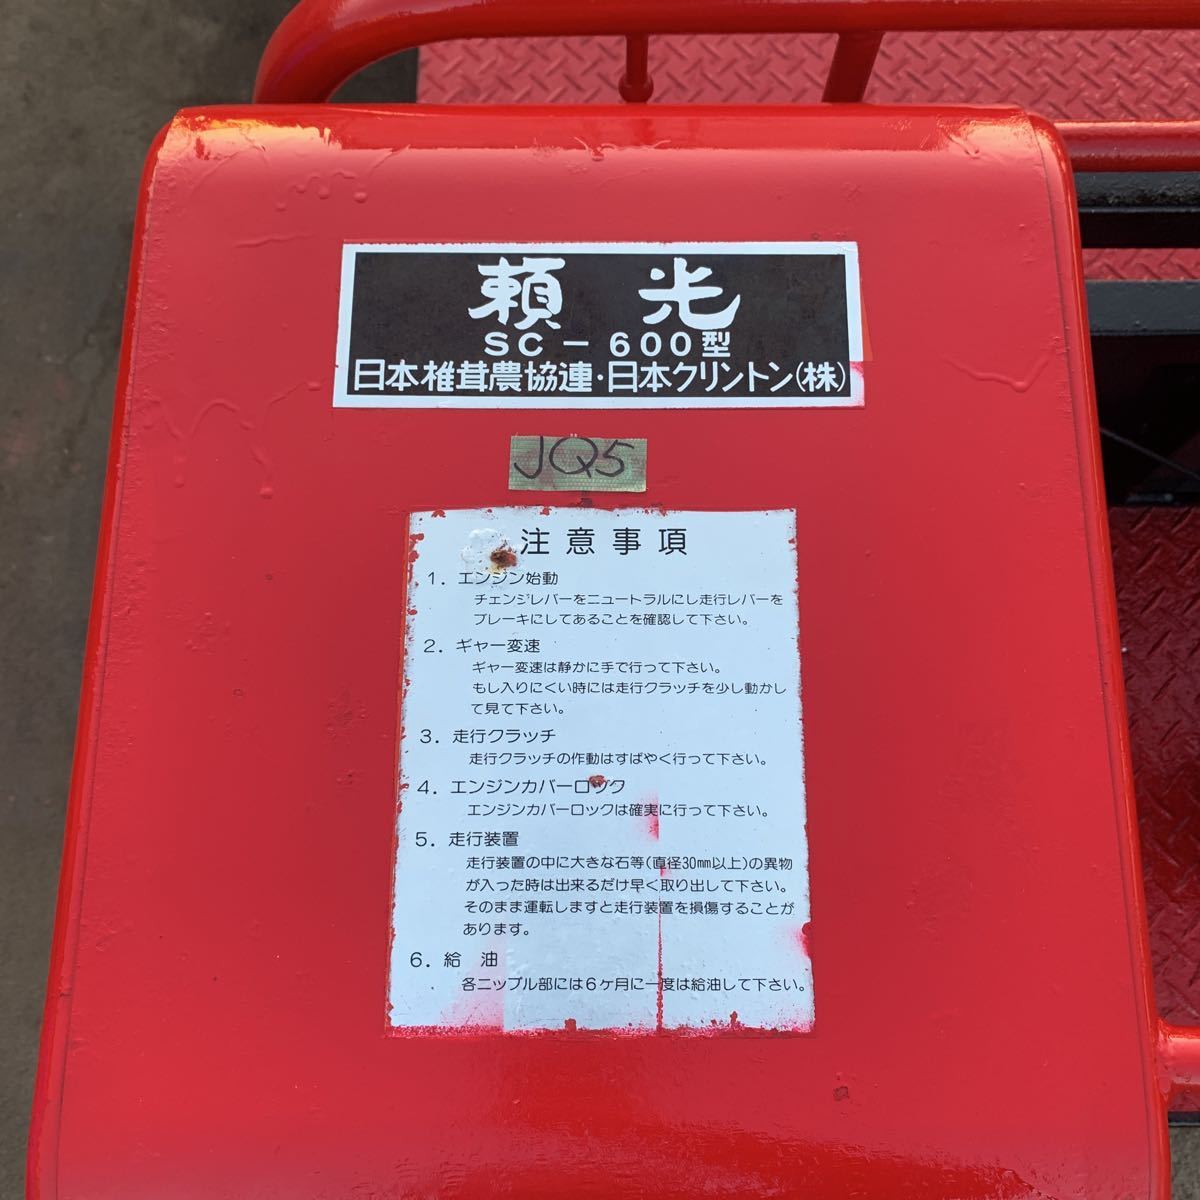 頼光
SC－600型
日本椎茸農協連・日本クリントン(株)
JQ5
注意事項
1. エンジン始動
チェンジレバーをニュートラルにし走行レバーを
ブレーキにしてあることを確認して下さい。
2. ギャー変速
ギャー変速は静かに手で行って下さい。
もし入りにくい時には走行クラッチを少し動かし
て見て下さい。
3. 走行クラッチ
走行クラッチの作動はすばやく行って下さい。
4. エンジンカバーロック
エンジンカバーロックは確実に行って下さい。
5. 走行装置
走行装置の中に大きな石等(直径30mm以上)の異物
が入った時は出来るだけ早く取り出して下さい。
そのまま運転しますと走行装置を損傷することが
あります。
6. 給 油
各ニップル部には6ヶ月に一度は給油して下さい。